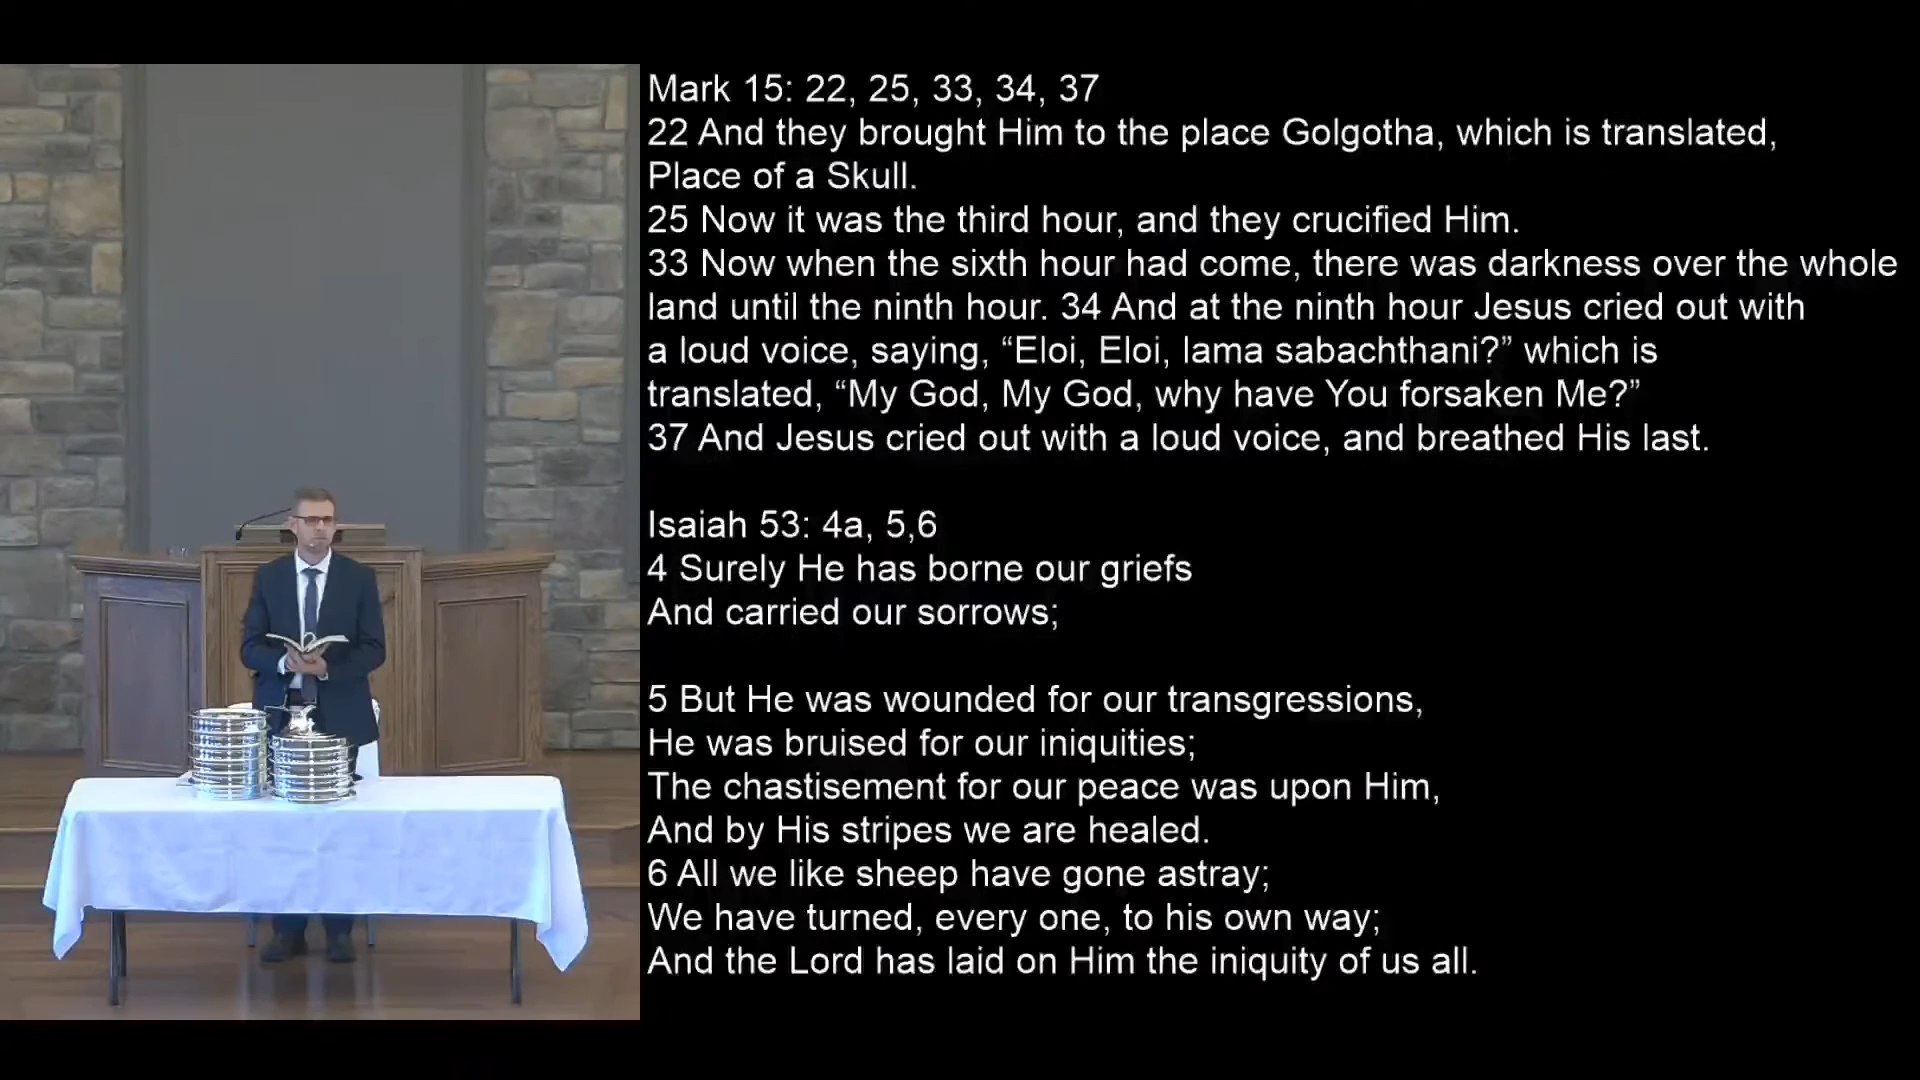 Mark 15: 22, 25, 33, 34, 37
22 And they brought Him to the place Golgotha, which is translated,
Place of a Skull.
25 Now it was the third hour, and they crucified Him.
33 Now when the sixth hour had come, there was darkness over the whole
land until the ninth hour. 34 And at the ninth hour Jesus cried out with
a loud voice, saying, “Eloi, Eloi, lama sabachthani?” which is
translated, “My God, My God, why have You forsaken Me?”
37 And Jesus cried out with a loud voice, and breathed His last.
Isaiah 53: 4a, 5,6
4 Surely He has borne our griefs
And carried our sorrows;
5 But He was wounded for our transgressions,
He was bruised for our iniquities;
The chastisement for our peace was upon Him,
And by His stripes we are healed.
6 All we like sheep have gone astray;
We have turned, every one, to his own way;
And the Lord has laid on Him the iniquity of us all.